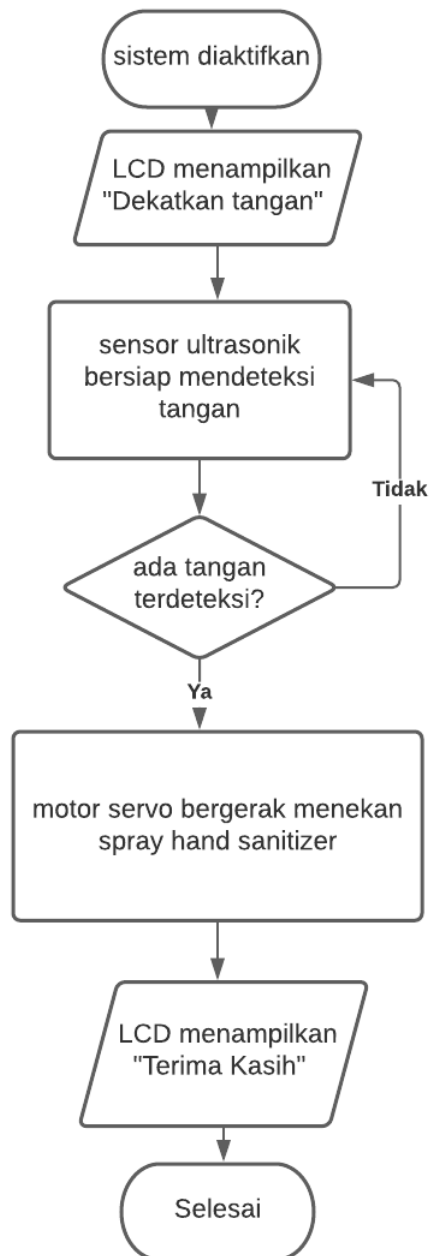 sistem diaktifkan
LCD menampilkan
"Dekatkan tangan"
sensor ultrasonik
bersiap mendeteksi
tangan
Tidak
ada tangan
terdeteksi?
Ya
motor servo bergerak menekan
spray hand sanitizer
LCD menampilkan
"Terima Kasih"
Selesai